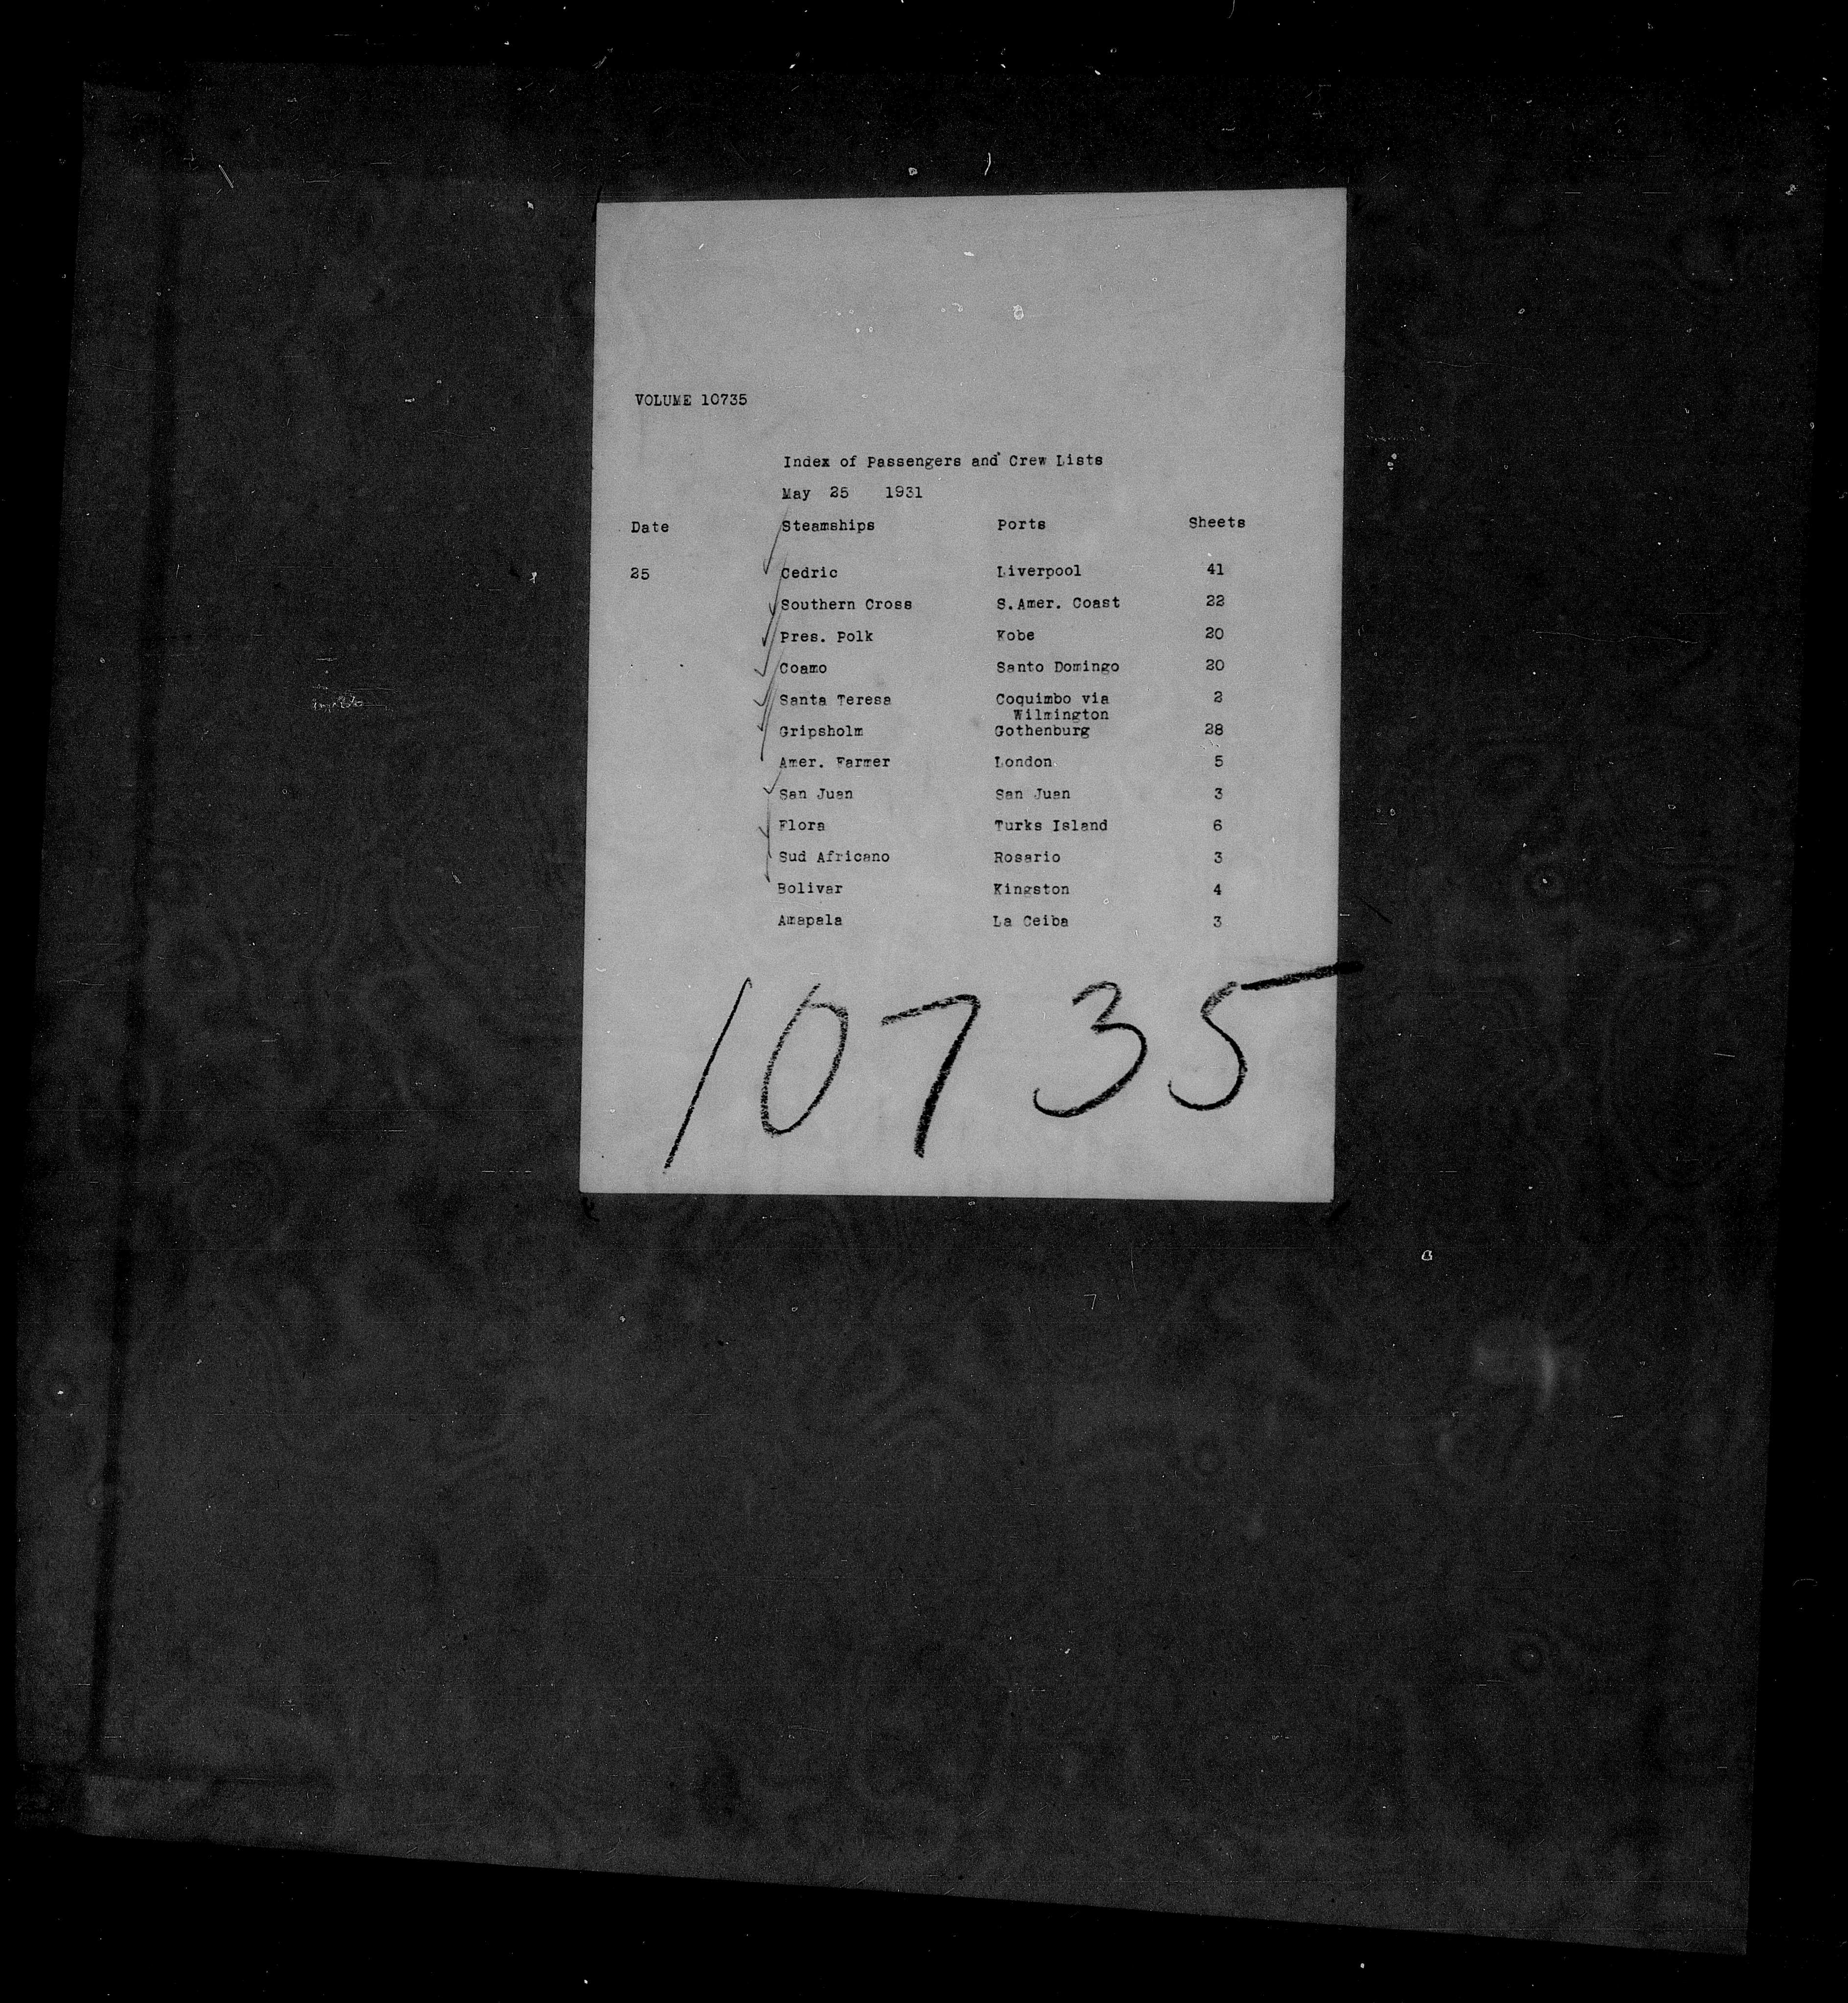 VOLUME 10735
Index of Passengers and Crew Lists
May 25 1931
Date Steamships Ports Sheets
25 Cedric Liverpool 41
Southern Cross S.Amer. Coast 22
Pres. Polk Kobe 20
Coamo Santo Domingo 20
Santa Teresa Coquimbo via 2
Wilmington
Gripsholm Gothenburg 28
Amer. Farmer London 5
San Juan San Juan 3
Flora Turks Island 6
Sud Africano Rosario 3
Bolivar Kingston 4
Amapala La Ceiba 3
10735